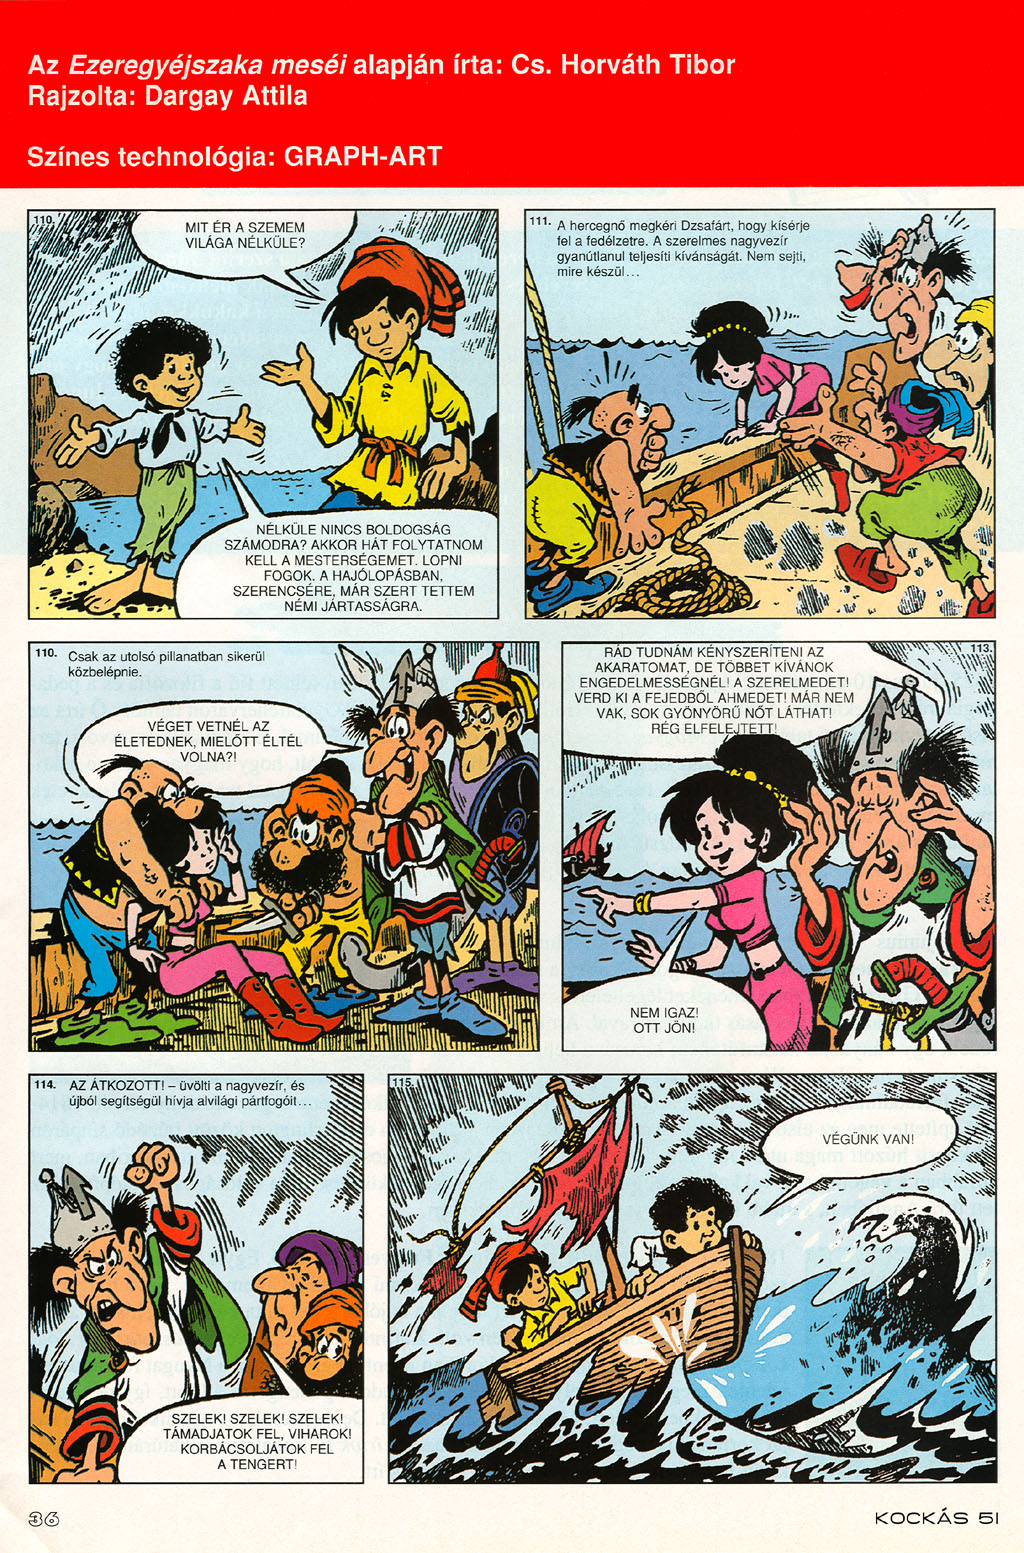 Az Ezeregyéjszaka meséi alapján írta: Cs. Horváth Tibor
Rajzolta: Dargay Attila
Színes technológia: GRAPH-ART
110.
MIT ÉR A SZEMEM
VILÁGA NÉLKÜLE?
NÉLKÜLE NINCS BOLDOGSÁG
SZÁMODRA? AKKOR HÁT FOLYTATNOM
KELL A MESTERSÉGEMET. LOPNI
FOGOK. A HAJÓLOPÁSBAN,
SZERENCSÉRE, MÁR SZERT TETTEM
NÉMI JÁRTASSÁGRA.
111.
A hercegnő megkéri Dzsafárt, hogy kísérje
fel a fedélzetre. A szerelmes nagyvezír
gyanútlanul teljesíti kívánságát. Nem sejti,
mire készül...
110.
Csak az utolsó pillanatban sikerül
közbelépnie.
VÉGET VETNÉL AZ
ÉLETEDNEK, MIELŐTT ÉLTÉL
VOLNA?!
113.
RÁD TUDNÁM KÉNYSZERÍTENI AZ
AKARATOMAT, DE TÖBBET KÍVÁNOK
ENGEDELMESSÉGNÉL! A SZERELMEDET!
VERD KI A FEJEDBŐL AHMEDET! MÁR NEM
VAK, SOK GYÖNYÖRŰ NŐT LÁTHAT!
RÉG ELFELEJTETT!
NEM IGAZ!
OTT JÖN!
114.
AZ ÁTKOZOTT! – üvölti a nagyvezír, és
újból segítségül hívja alvilági pártfogóit...
SZELEK! SZELEK! SZELEK!
TÁMADJATOK FEL, VIHAROK!
KORBÁCSOLJÁTOK FEL
A TENGERT!
115.
VÉGÜNK VAN!
36
KOCKÁS 51